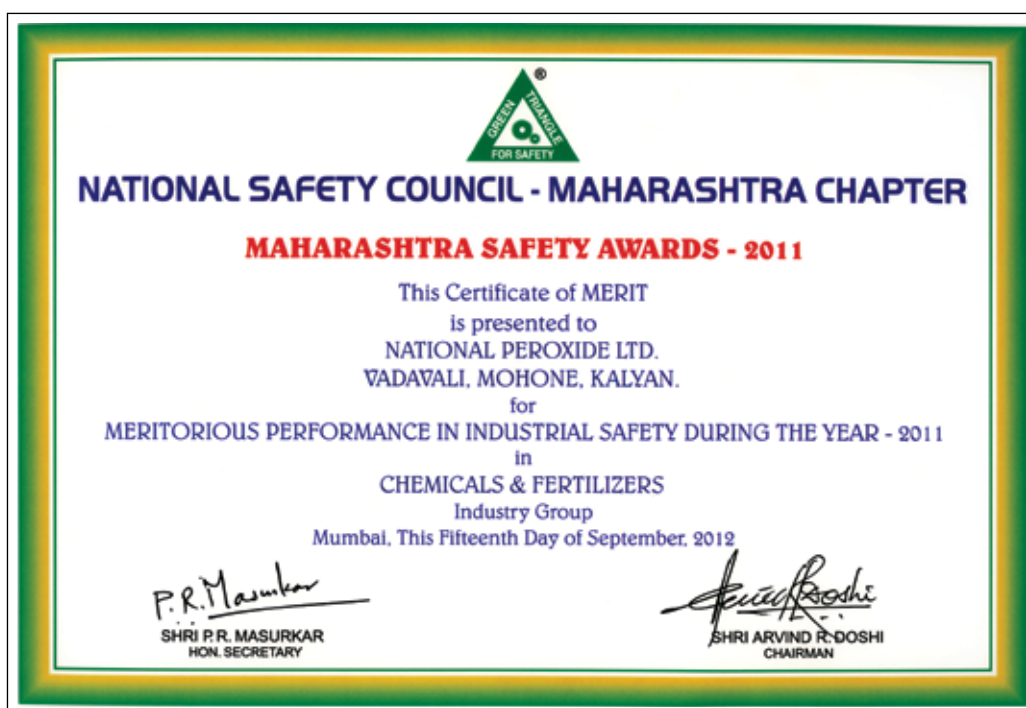 ®
GREEN TRIANGLE
FOR SAFETY
NATIONAL SAFETY COUNCIL - MAHARASHTRA CHAPTER
MAHARASHTRA SAFETY AWARDS - 2011
This Certificate of MERIT
is presented to
NATIONAL PEROXIDE LTD.
VADAVALI, MOHONE, KALYAN.
for
MERITORIOUS PERFORMANCE IN INDUSTRIAL SAFETY DURING THE YEAR - 2011
in
CHEMICALS & FERTILIZERS
Industry Group
Mumbai, This Fifteenth Day of September, 2012
P.R. Masurkar
SHRI P. R. MASURKAR
HON. SECRETARY
SHRI ARVIND R. DOSHI
CHAIRMAN